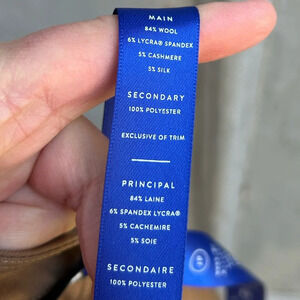 MAIN
84% WOOL
6% LYCRA® SPANDEX
5% CASHMERE
5% SILK
SECONDARY
100% POLYESTER
EXCLUSIVE OF TRIM
PRINCIPAL
84% LAINE
6% SPANDEX LYCRA®
5% CACHEMIRE
5% SOIE
SECONDAIRE
100% POLYESTER